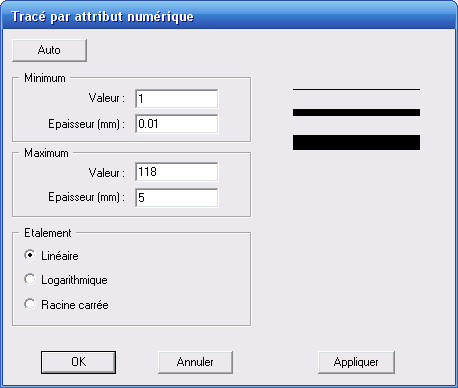 Tracé par attribut numérique
Auto
Minimum
Valeur : 1
Epaisseur (mm) : 0.01
Maximum
Valeur : 118
Epaisseur (mm) : 5
Etalement
Linéaire
Logarithmique
Racine carrée
OK Annuler Appliquer